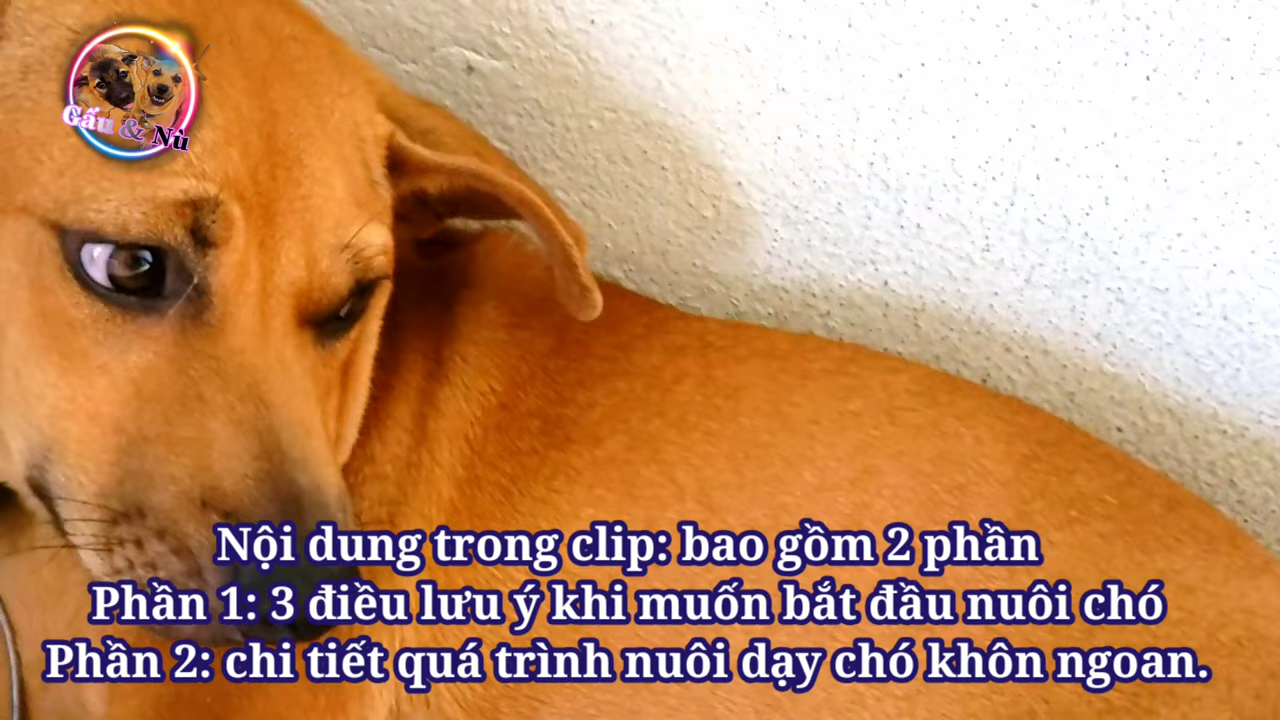 Gấu & Nù
Nội dung trong clip: bao gồm 2 phần
Phần 1: 3 điều lưu ý khi muốn bắt đầu nuôi chó
Phần 2: chi tiết quá trình nuôi dạy chó khôn ngoan.